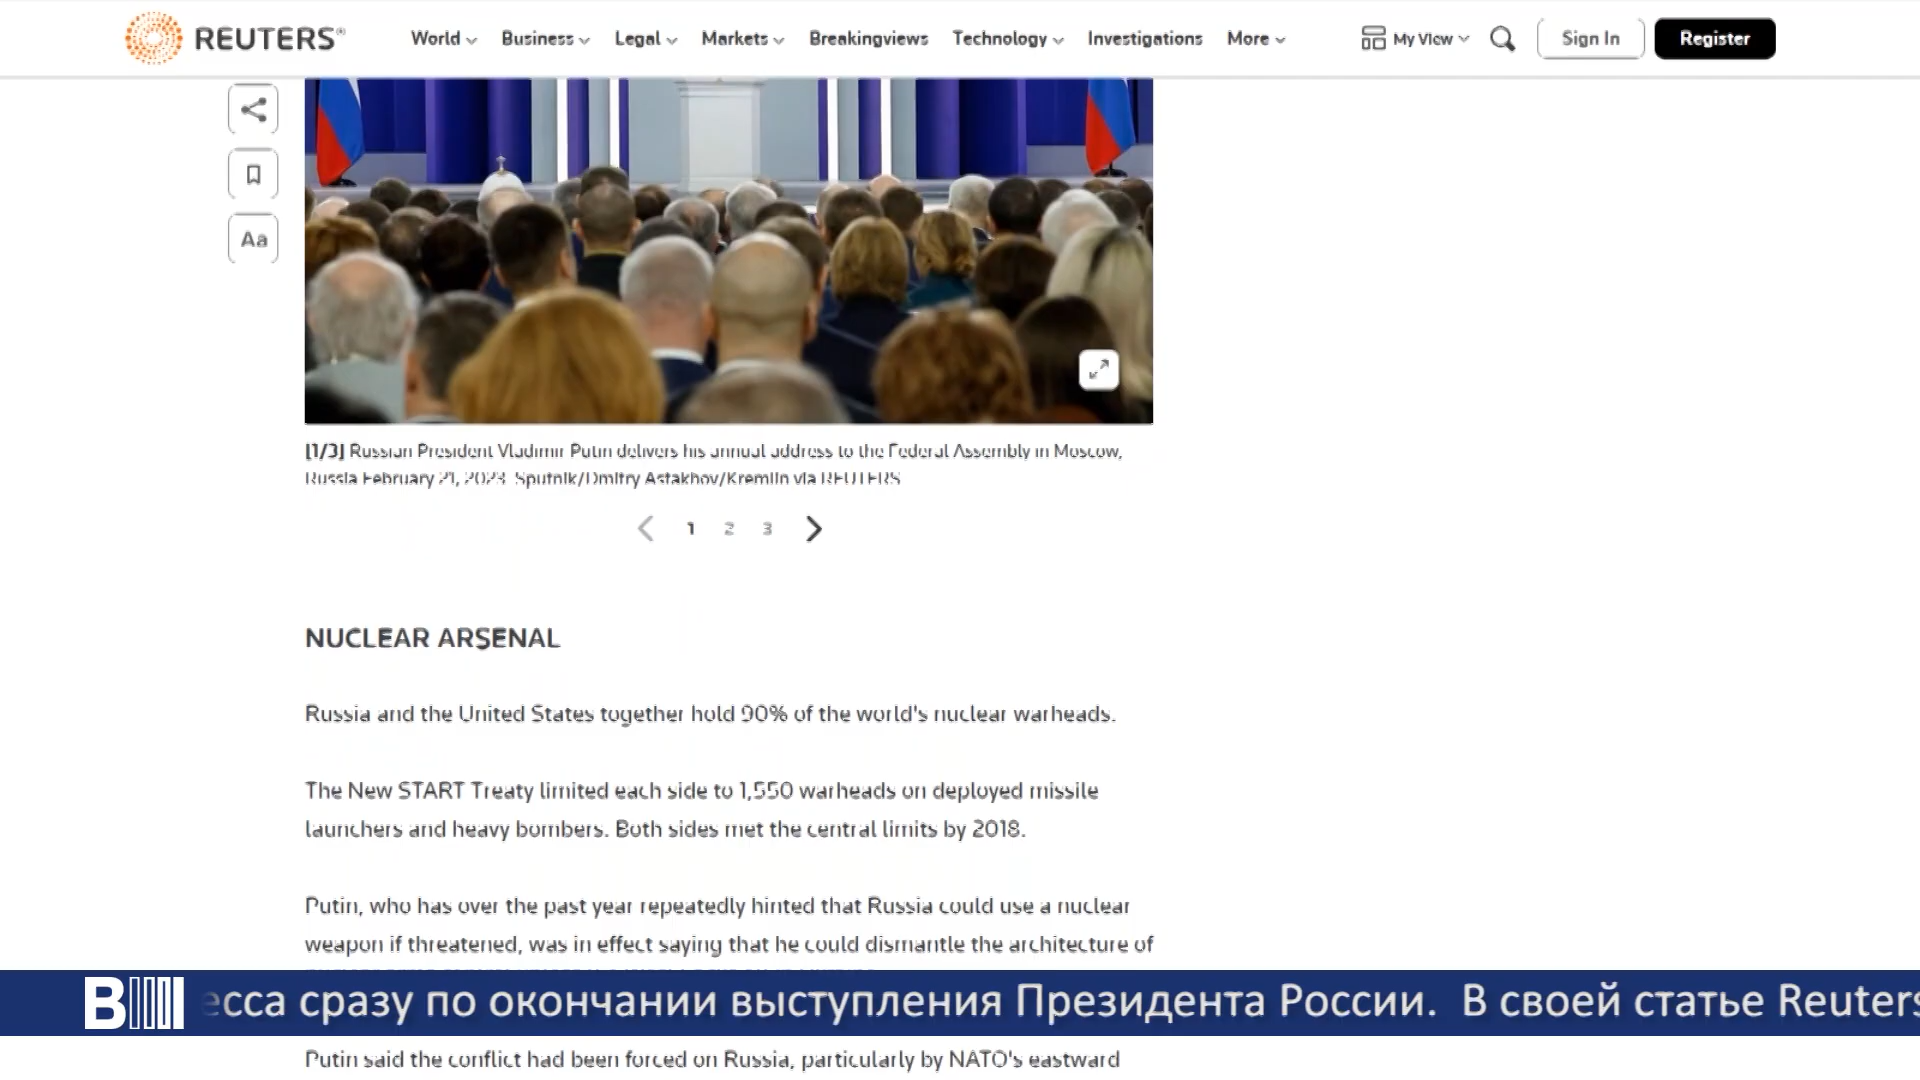 REUTERS®
World Business Legal Markets Breakingviews Technology Investigations More My View Sign In Register
Aa
[1/3] Russian President Vladimir Putin delivers his annual address to the Federal Assembly in Moscow,
Russia February 21, 2023. Sputnik/Dmitry Astakhov/Kremlin via REUTERS
1 2 3
NUCLEAR ARSENAL
Russia and the United States together hold 90% of the world's nuclear warheads.
The New START Treaty limited each side to 1,550 warheads on deployed missile
launchers and heavy bombers. Both sides met the central limits by 2018.
Putin, who has over the past year repeatedly hinted that Russia could use a nuclear
weapon if threatened, was in effect saying that he could dismantle the architecture of
есса сразу по окончании выступления Президента России. В своей статье Reuters
Putin said the conflict had been forced on Russia, particularly by NATO's eastward